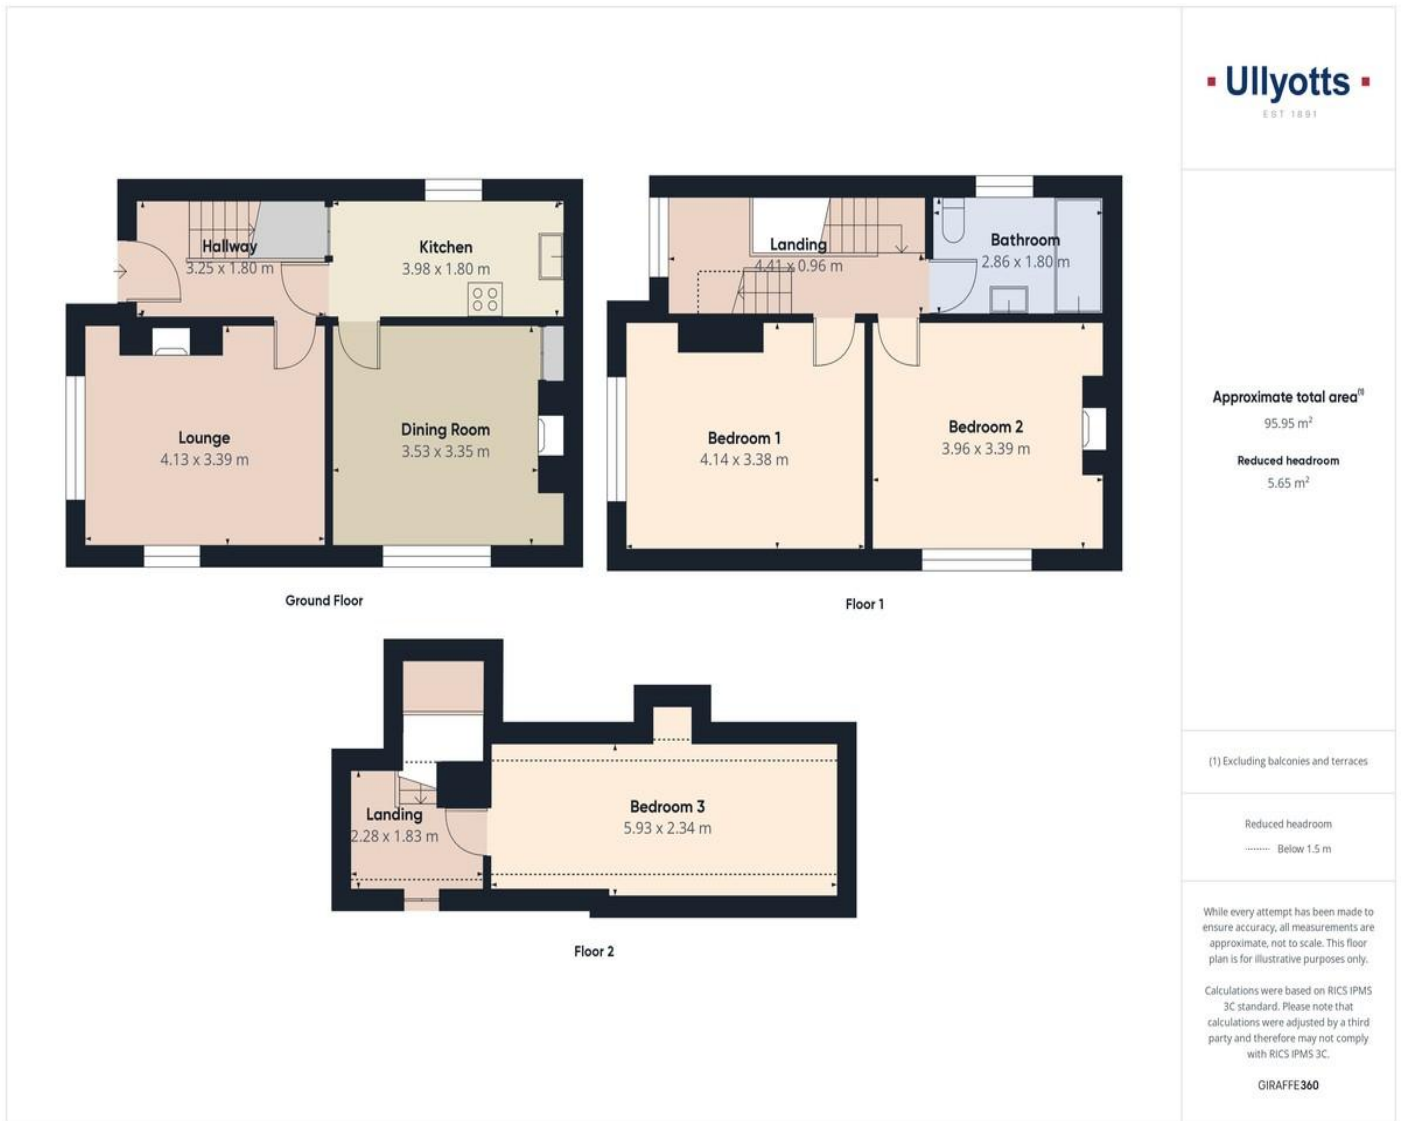 Ullyotts
EST 1891
Hallway
3.25 x 1.80 m
Kitchen
3.98 x 1.80 m
Lounge
4.13 x 3.39 m
Dining Room
3.53 x 3.35 m
Ground Floor
Landing
4.41 x 0.96 m
Bathroom
2.86 x 1.80 m
Bedroom 1
4.14 x 3.38 m
Bedroom 2
3.96 x 3.39 m
Floor 1
Landing
2.28 x 1.83 m
Bedroom 3
5.93 x 2.34 m
Floor 2
Approximate total area(1)
95.95 m²
Reduced headroom
5.65 m²
(1) Excluding balconies and terraces
Reduced headroom
Below 1.5 m
While every attempt has been made to
ensure accuracy, all measurements are
approximate, not to scale. This floor
plan is for illustrative purposes only.
Calculations were based on RICS IPMS
3C standard. Please note that
calculations were adjusted by a third
party and therefore may not comply
with RICS IPMS 3C.
GIRAFFE360